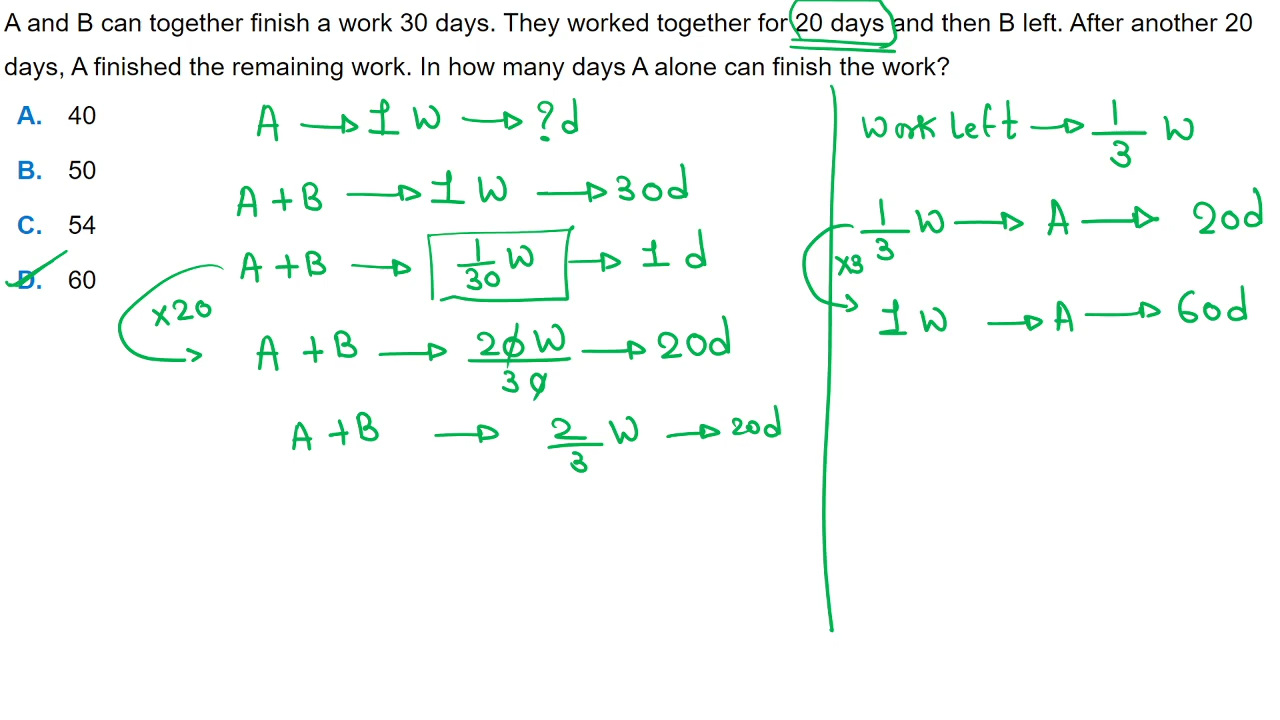 A and B can together finish a work 30 days. They worked together for 20 days and then B left. After another 20
days, A finished the remaining work. In how many days A alone can finish the work?
A. 40
B. 50
C. 54
D. 60
A → 1 W → ? d
A + B → 1 W → 30d
A + B → 1/30 W → 1 d
×20
A + B → 20 W/30 → 20d
A + B → 2/3 W → 20d
Work Left → 1/3 W
1/3 W → A → 20d
×3
1 W → A → 60d